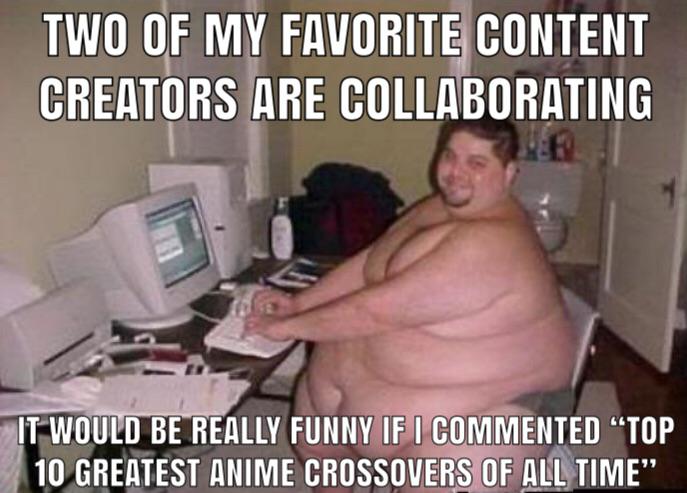 TWO OF MY FAVORITE CONTENT
CREATORS ARE COLLABORATING
IT WOULD BE REALLY FUNNY IF I COMMENTED “TOP
10 GREATEST ANIME CROSSOVERS OF ALL TIME”